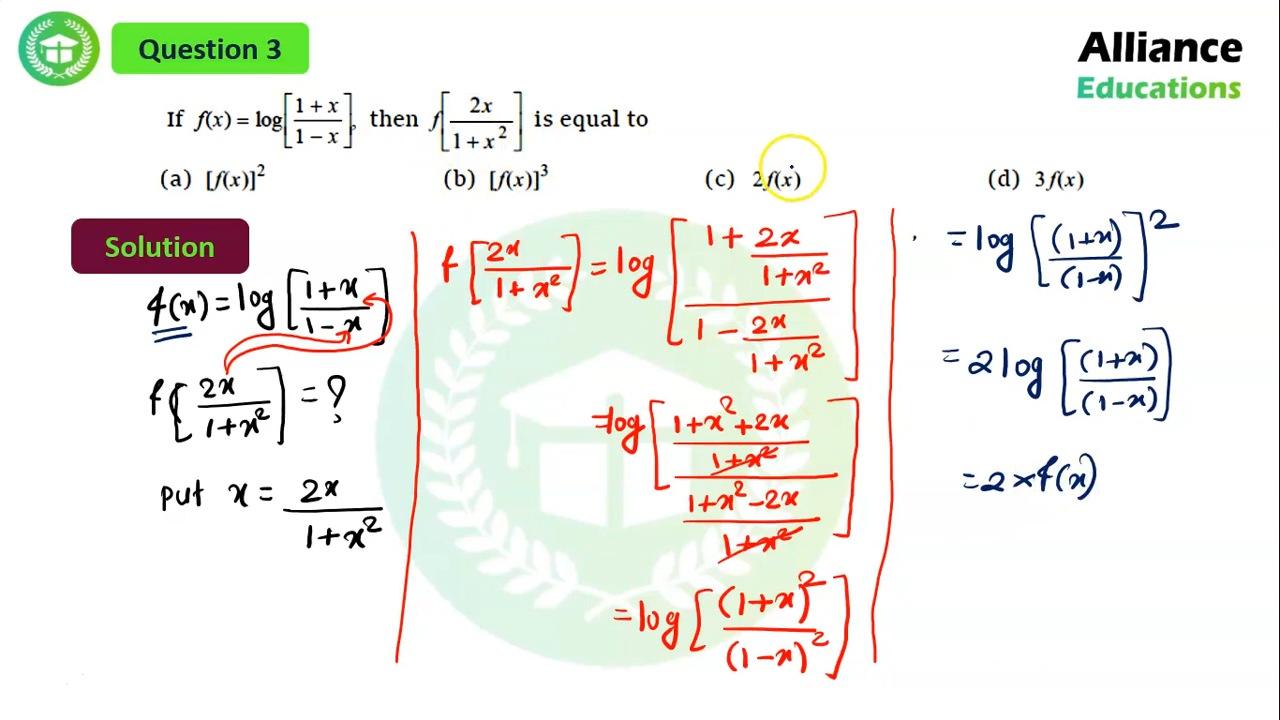 Question 3
Alliance
Educations
If f(x) = log[(1 + x)/(1 − x)], then f[2x/(1 + x²)] is equal to
(a) [f(x)]²
(b) [f(x)]³
(c) 2f(x)
(d) 3f(x)
Solution
f(x) = log[(1+x)/(1−x)]
f[2x/(1+x²)] = ?
put x = 2x/(1+x²)
f[2x/(1+x²)] = log[(1 + 2x/(1+x²))/(1 − 2x/(1+x²))]
=log[((1+x²+2x)/(1+x²))/((1+x²−2x)/(1+x²))]
= log[(1+x)²/(1−x)²]
= log[(1+x)/(1−x)]²
= 2 log[(1+x)/(1−x)]
= 2×f(x)